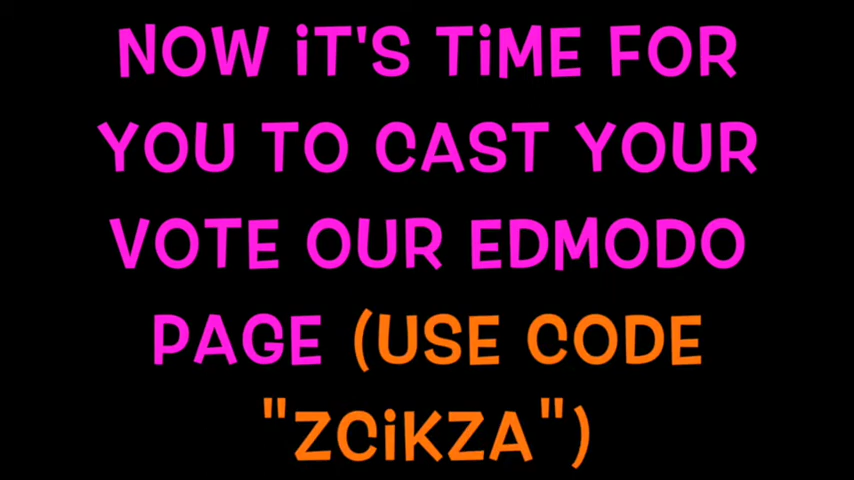 NOW iT'S TiME FOR
YOU TO CAST YOUR
VOTE OUR EDMODO
PAGE (USE CODE
"ZCiKZA")